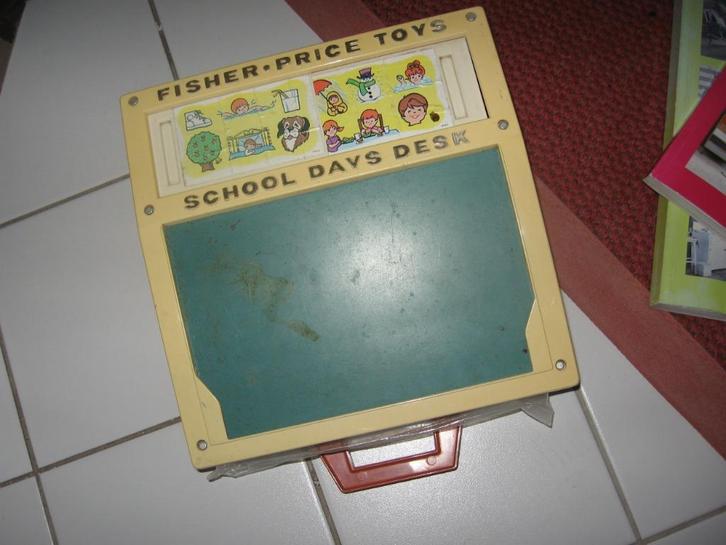 FISHER·PRICE TOYS
SCHOOL DAYS DESK